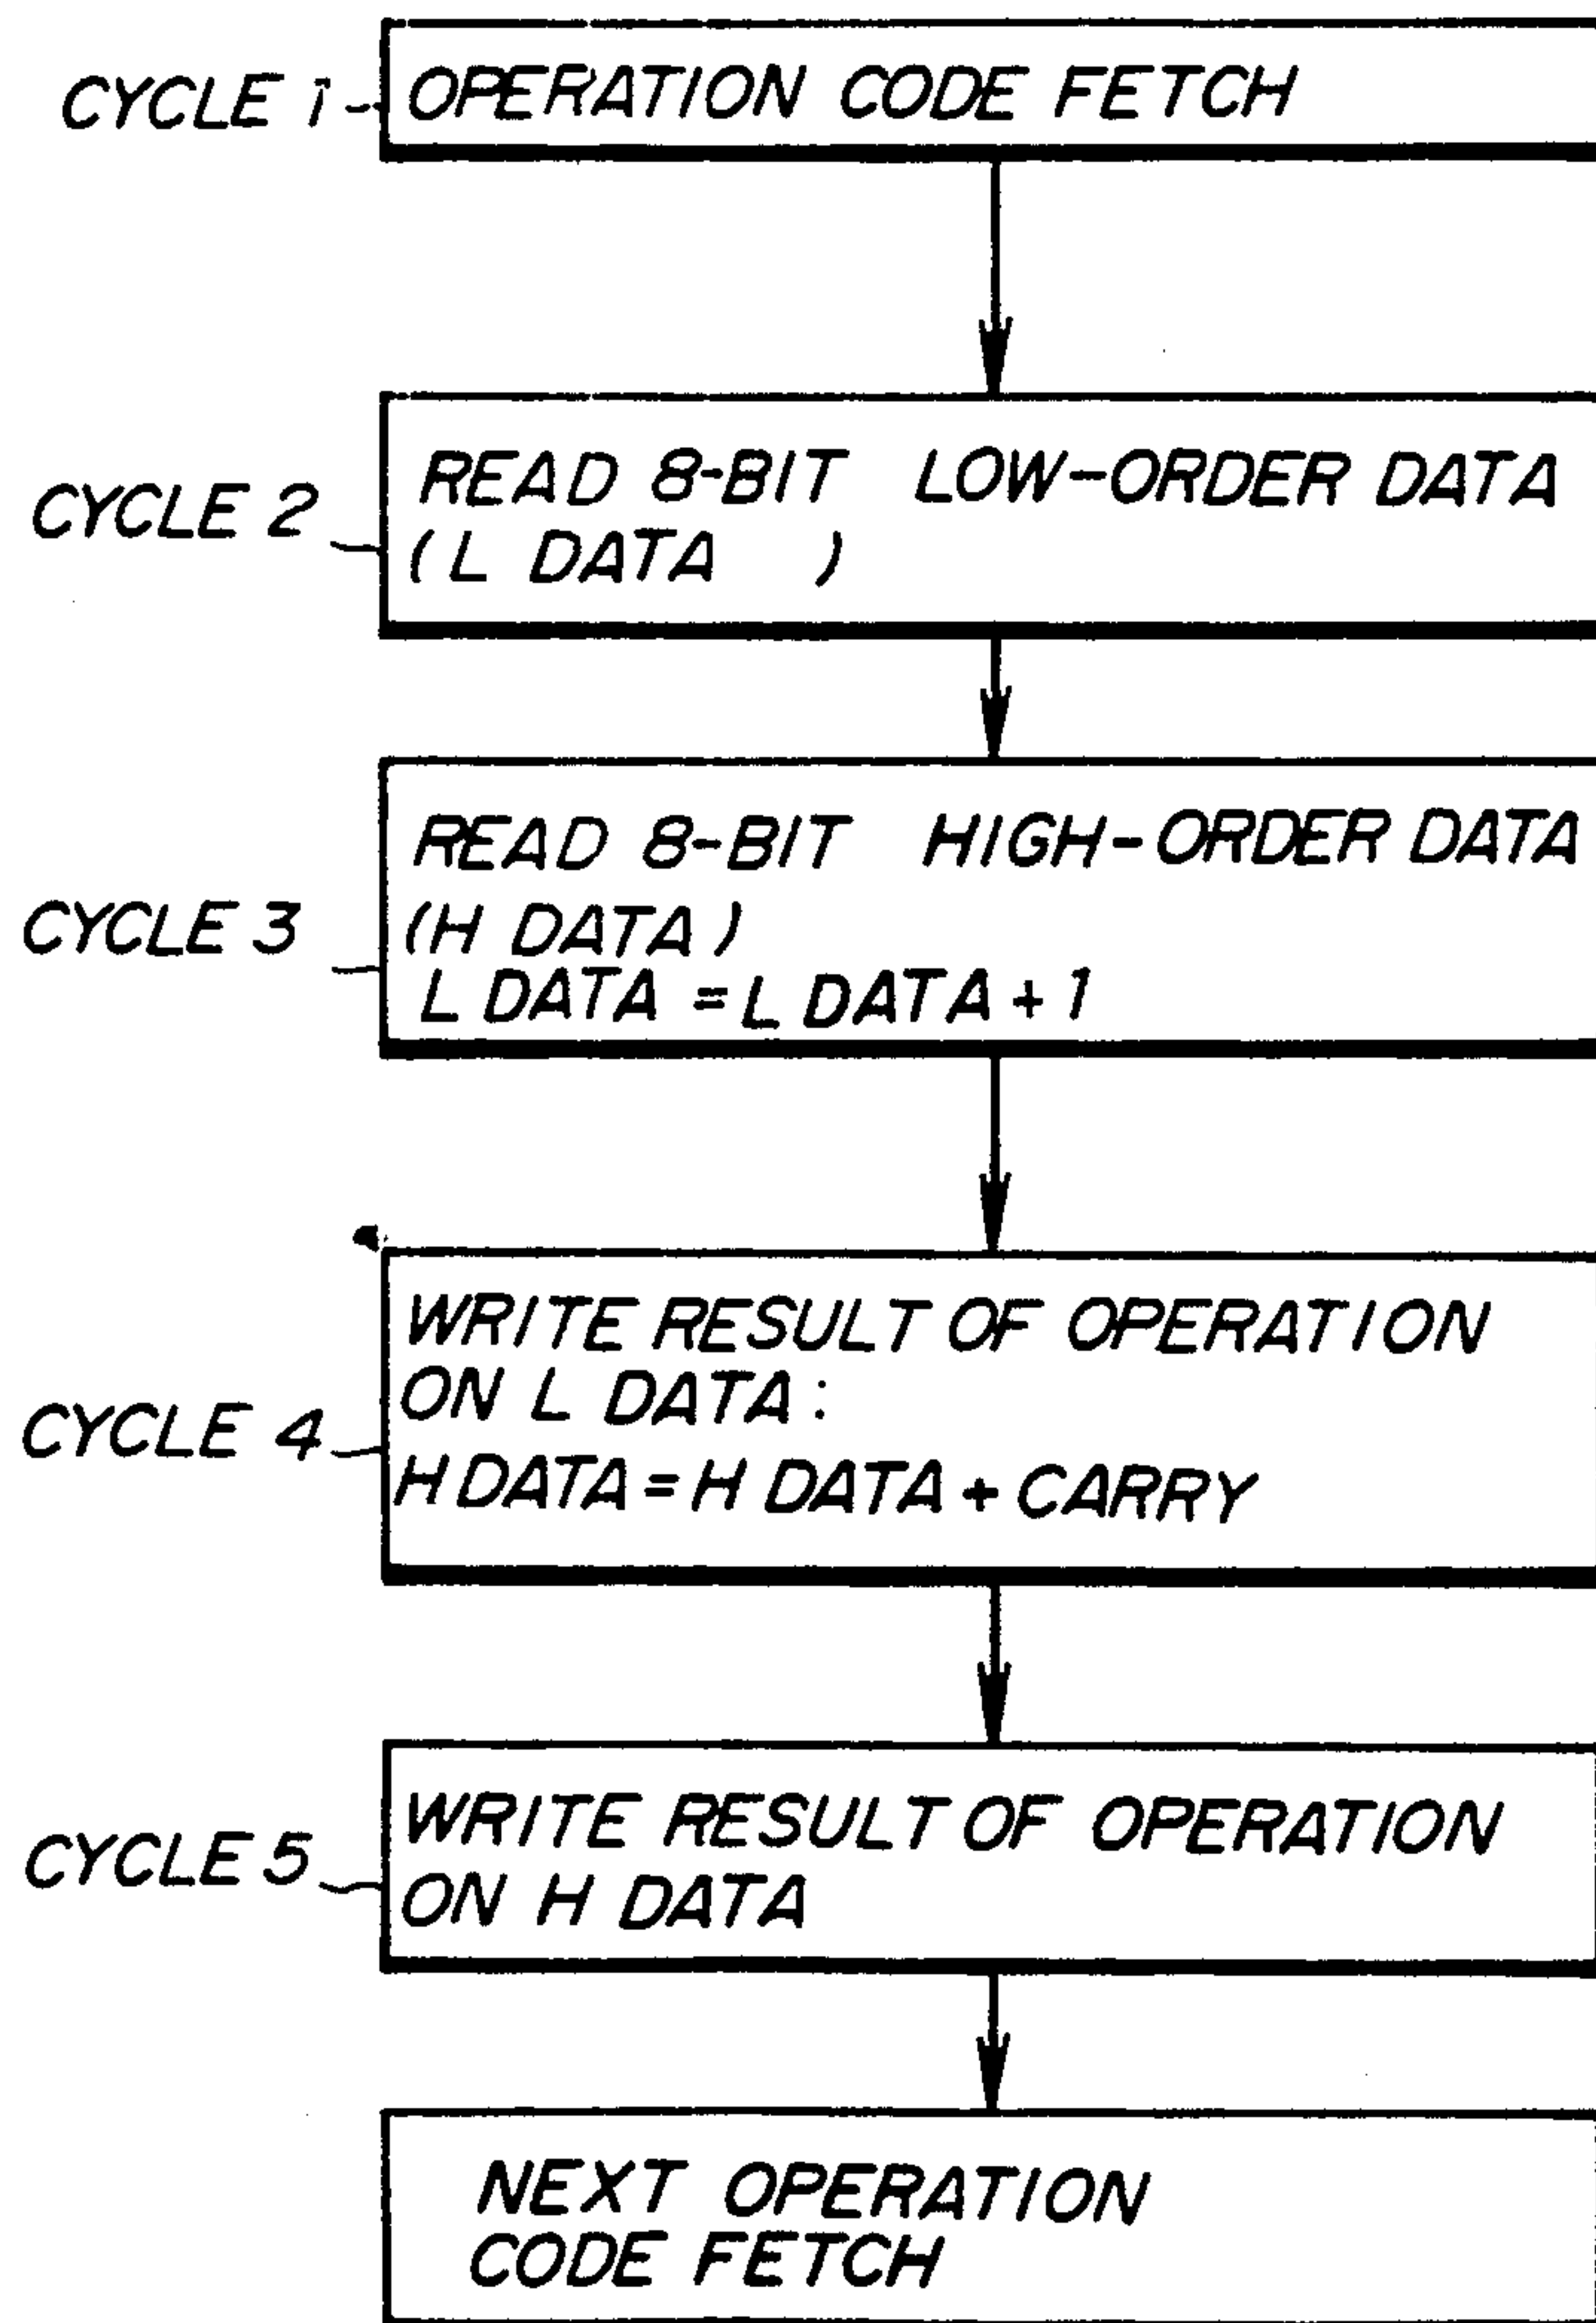 CYCLE 1
OPERATION CODE FETCH
CYCLE 2
READ 8-BIT LOW-ORDER DATA
(L DATA )
CYCLE 3
READ 8-BIT HIGH-ORDER DATA
(H DATA)
L DATA = L DATA + 1
CYCLE 4
WRITE RESULT OF OPERATION
ON L DATA:
H DATA = H DATA + CARRY
CYCLE 5
WRITE RESULT OF OPERATION
ON H DATA
NEXT OPERATION
CODE FETCH